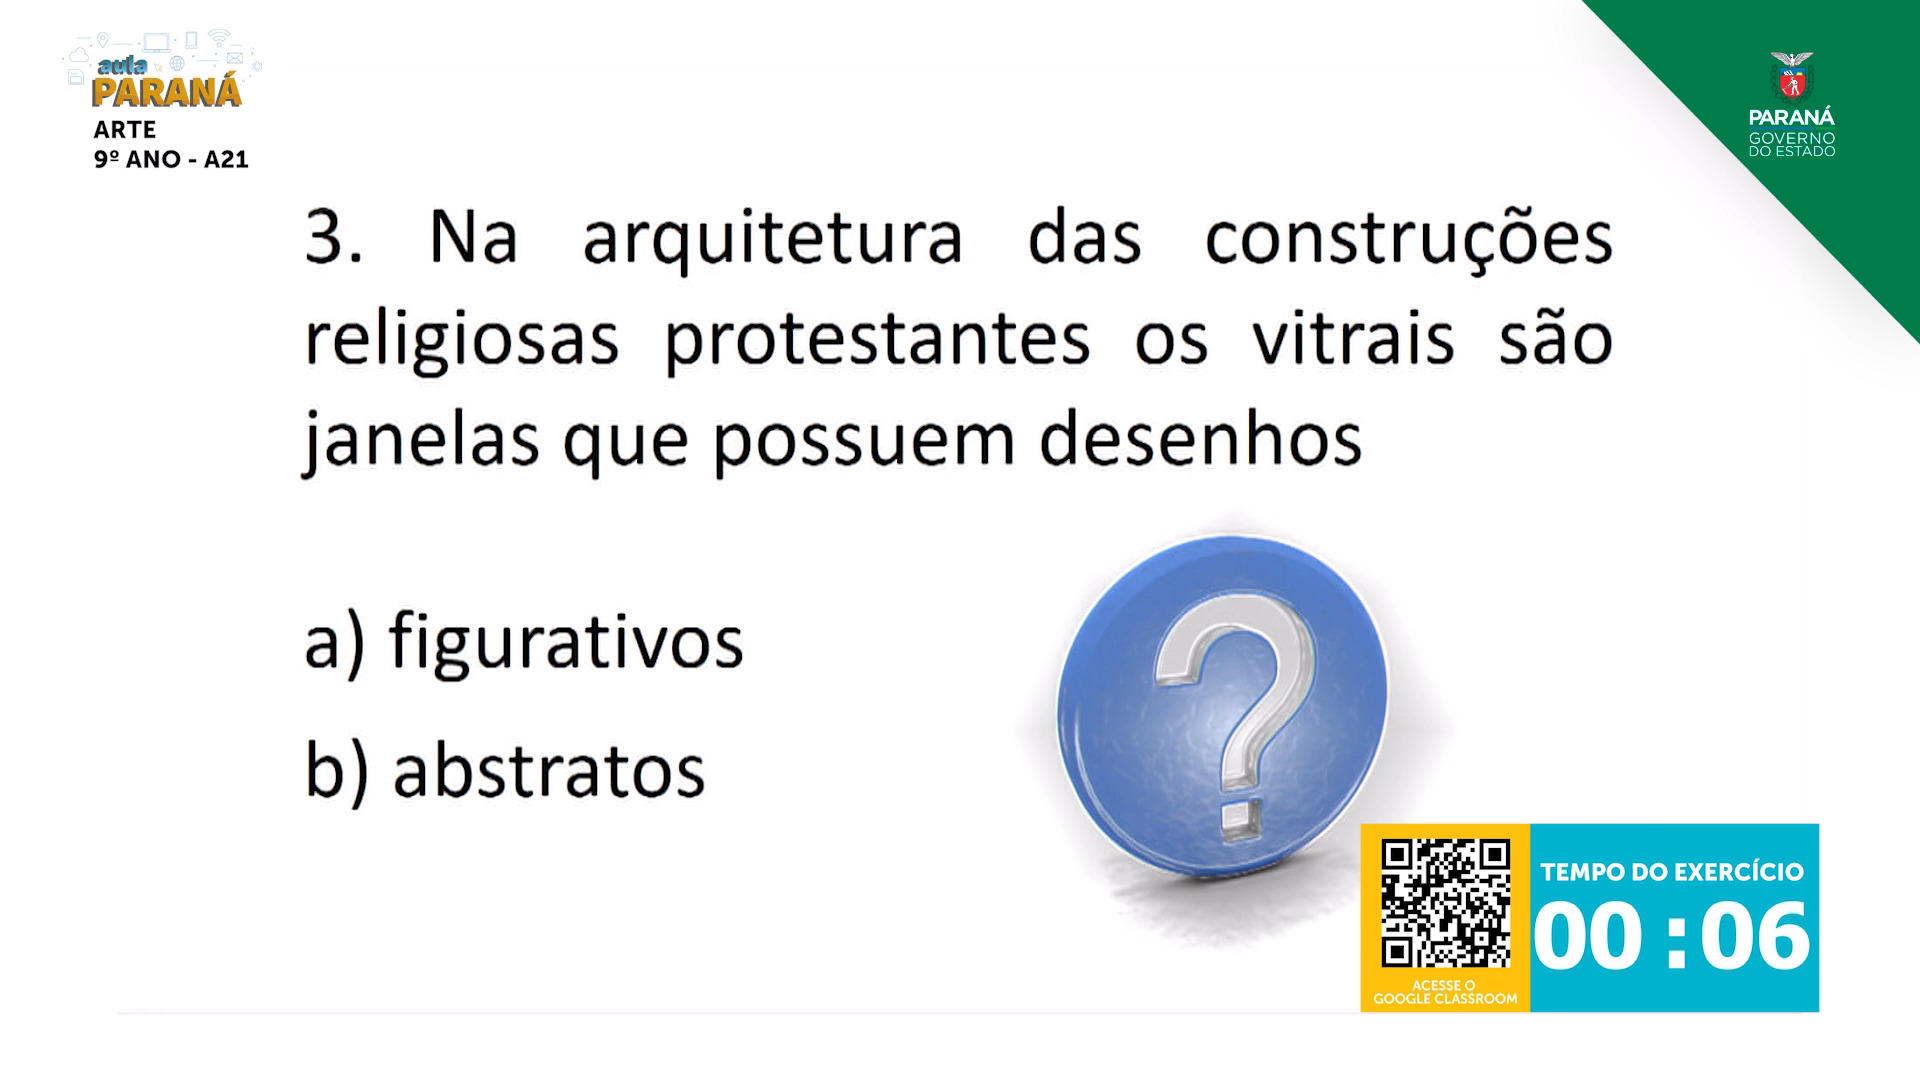 aula
PARANÁ
ARTE
9º ANO - A21
PARANÁ
GOVERNO
DO ESTADO
3. Na arquitetura das construções
religiosas protestantes os vitrais são
janelas que possuem desenhos
a) figurativos
b) abstratos
TEMPO DO EXERCÍCIO
00:06
ACESSE O
GOOGLE CLASSROOM